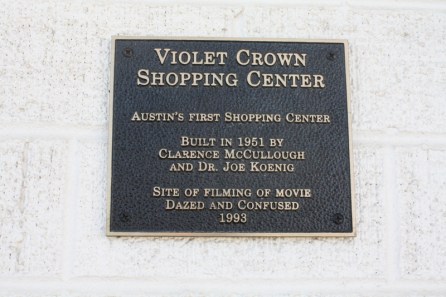 VIOLET CROWN
SHOPPING CENTER
AUSTIN'S FIRST SHOPPING CENTER
BUILT IN 1951 BY
CLARENCE MCCULLOUGH
AND DR. JOE KOENIG
SITE OF FILMING OF MOVIE
DAZED AND CONFUSED
1993